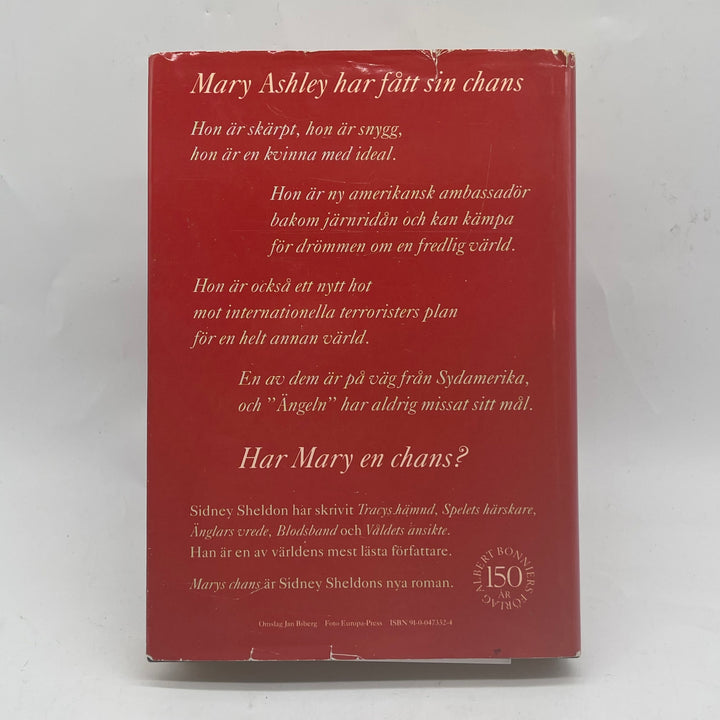 Mary Ashley har fått sin chans
Hon är skärpt, hon är snygg,
hon är en kvinna med ideal.
Hon är ny amerikansk ambassadör
bakom järnridån och kan kämpa
för drömmen om en fredlig värld.
Hon är också ett nytt hot
mot internationella terroristers plan
för en helt annan värld.
En av dem är på väg från Sydamerika,
och ”Ängeln” har aldrig missat sitt mål.
Har Mary en chans?
Sidney Sheldon har skrivit Tracys hämnd, Spelets härskare,
Änglars vrede, Blodsband och Våldets ansikte.
Han är en av världens mest lästa författare.
Marys chans är Sidney Sheldons nya roman.
ALBERT BONNIERS FÖRLAG
150
ÅR
Omslag Jan Biberg Foto Europa-Press ISBN 91-0-047332-4